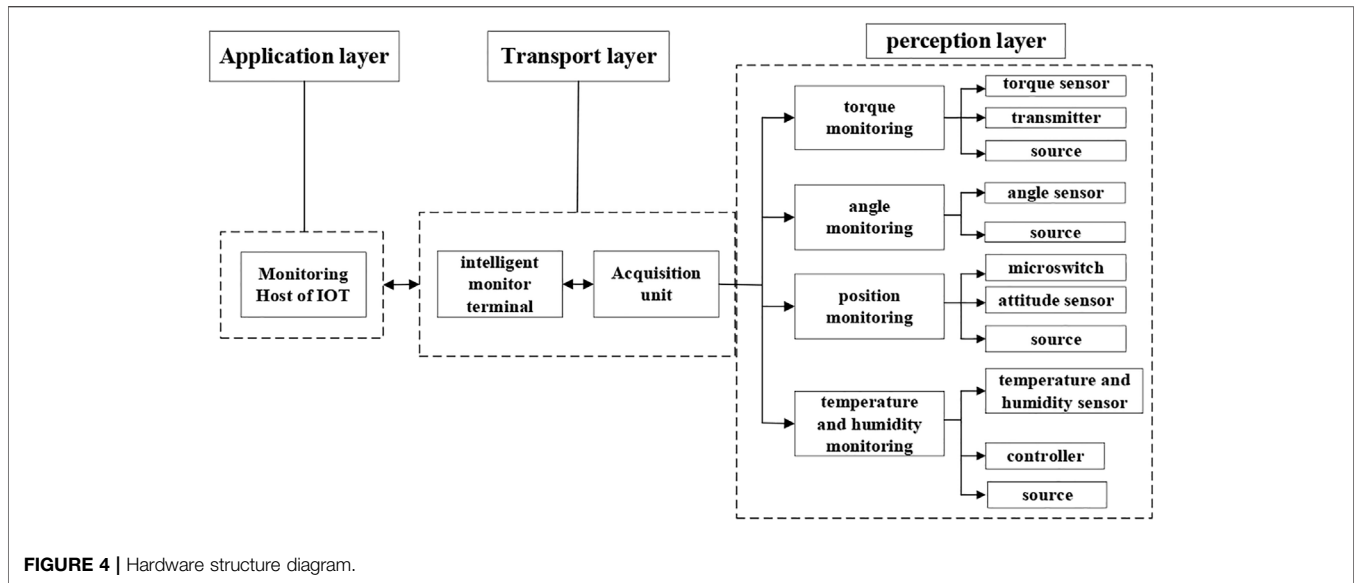 Application layer
Transport layer
perception layer
Monitoring
Host of IOT
intelligent
monitor
terminal
Acquisition
unit
torque
monitoring
torque sensor
transmitter
source
angle
monitoring
angle sensor
source
position
monitoring
microswitch
attitude sensor
source
temperature
and humidity
monitoring
temperature and
humidity sensor
controller
source
FIGURE 4 | Hardware structure diagram.